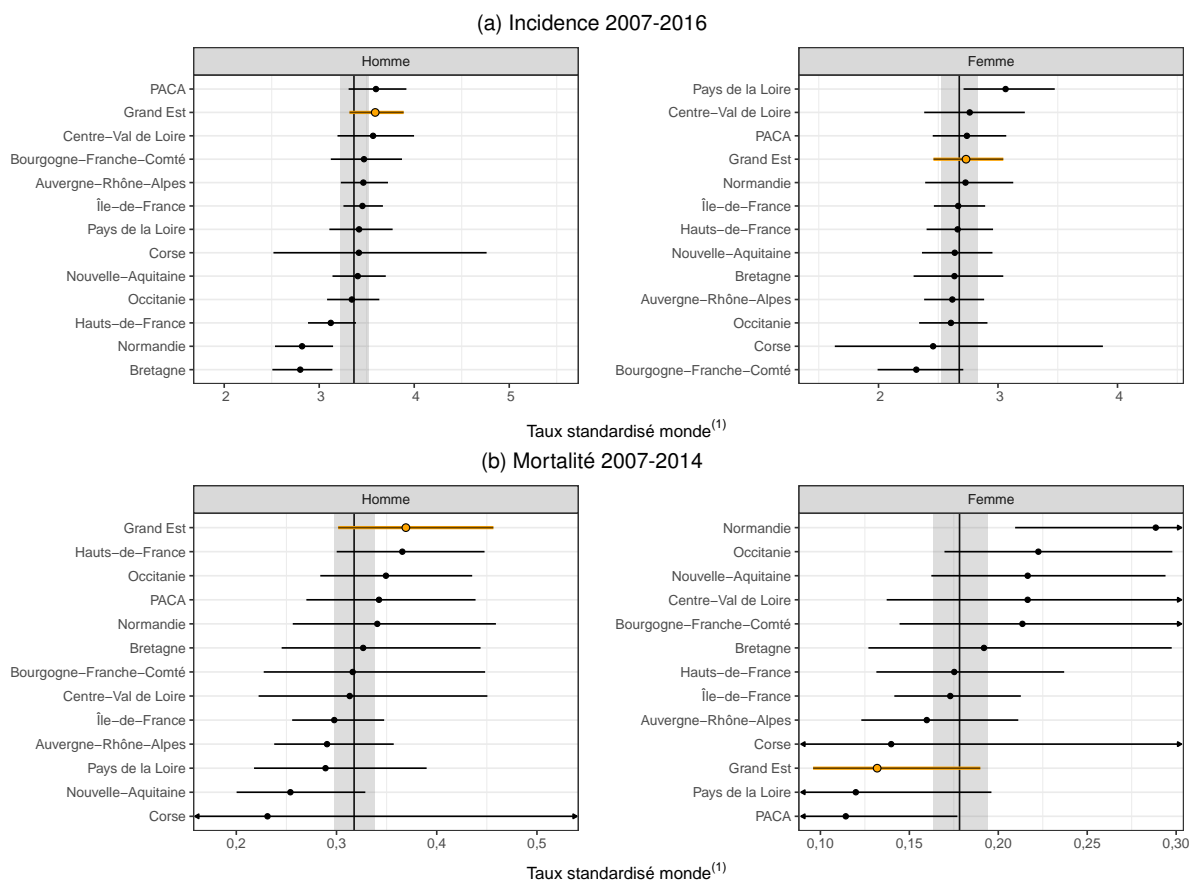 (a) Incidence 2007-2016
Homme
PACA
Grand Est
Centre−Val de Loire
Bourgogne−Franche−Comté
Auvergne−Rhône−Alpes
Île−de−France
Pays de la Loire
Corse
Nouvelle−Aquitaine
Occitanie
Hauts−de−France
Normandie
Bretagne
2 3 4 5
Femme
Pays de la Loire
Centre−Val de Loire
PACA
Grand Est
Normandie
Île−de−France
Hauts−de−France
Nouvelle−Aquitaine
Bretagne
Auvergne−Rhône−Alpes
Occitanie
Corse
Bourgogne−Franche−Comté
2 3 4
Taux standardisé monde(1)
(b) Mortalité 2007-2014
Homme
Grand Est
Hauts−de−France
Occitanie
PACA
Normandie
Bretagne
Bourgogne−Franche−Comté
Centre−Val de Loire
Île−de−France
Auvergne−Rhône−Alpes
Pays de la Loire
Nouvelle−Aquitaine
Corse
0,2 0,3 0,4 0,5
Femme
Normandie
Occitanie
Nouvelle−Aquitaine
Centre−Val de Loire
Bourgogne−Franche−Comté
Bretagne
Hauts−de−France
Île−de−France
Auvergne−Rhône−Alpes
Corse
Grand Est
Pays de la Loire
PACA
0,10 0,15 0,20 0,25 0,30
Taux standardisé monde(1)